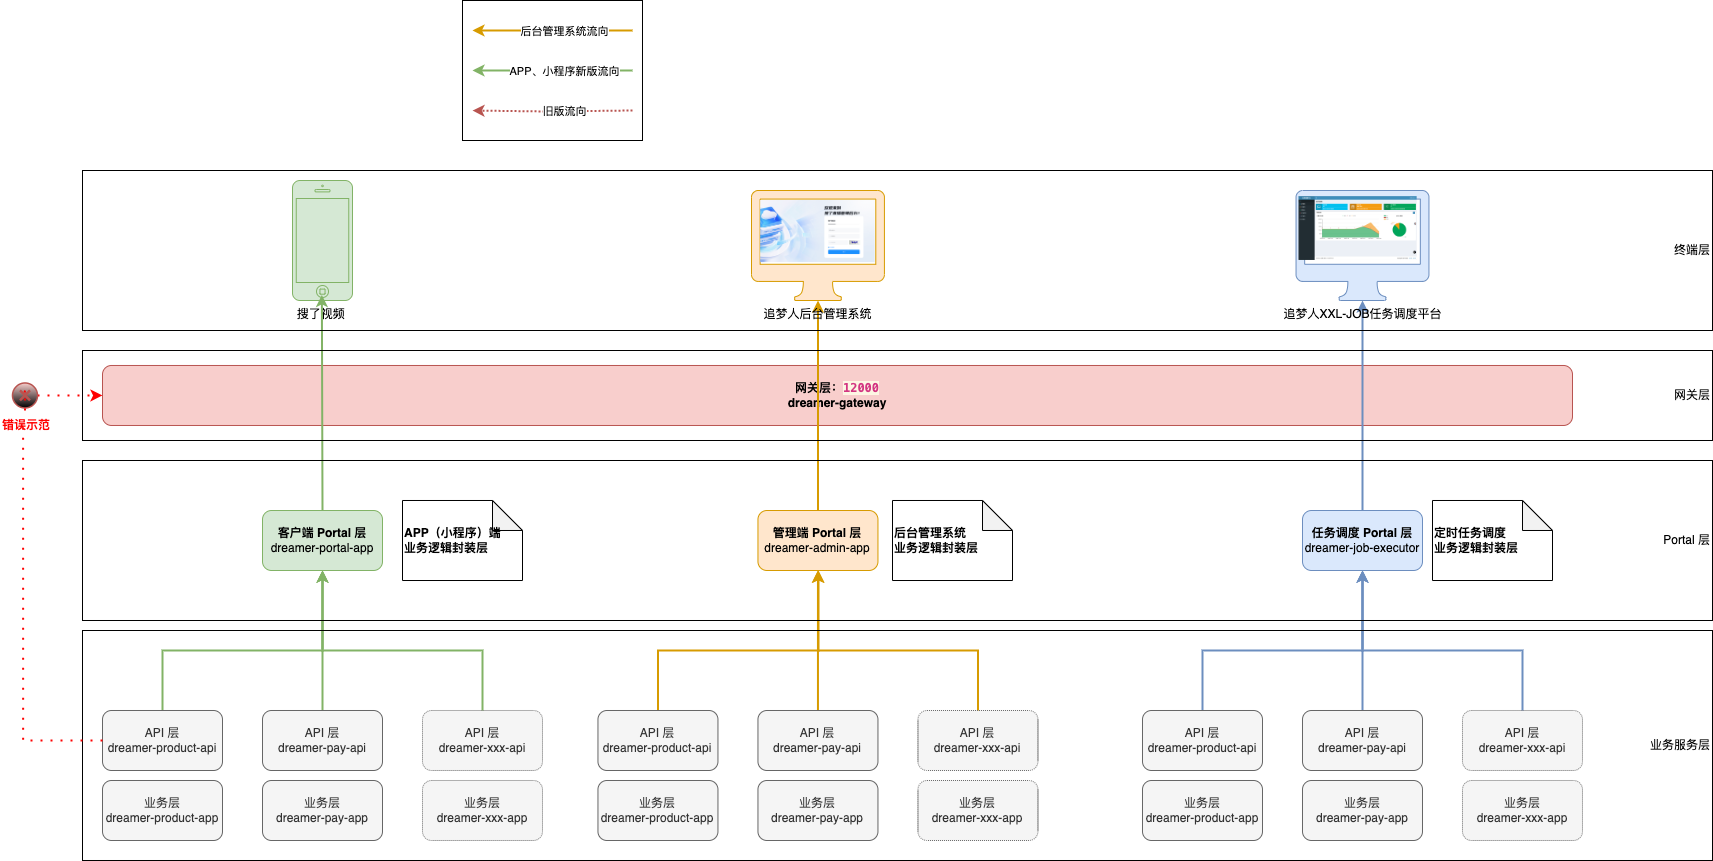 后台管理系统流向
APP、小程序新版流向
旧版流向
搜了视频
追梦人后台管理系统
追梦人XXL-JOB任务调度平台
终端层
网关层：12000
dreamer-gateway
网关层
错误示范
客户端 Portal 层
dreamer-portal-app
APP（小程序）端
业务逻辑封装层
管理端 Portal 层
dreamer-admin-app
后台管理系统
业务逻辑封装层
任务调度 Portal 层
dreamer-job-executor
定时任务调度
业务逻辑封装层
Portal 层
API 层
dreamer-product-api
API 层
dreamer-pay-api
API 层
dreamer-xxx-api
API 层
dreamer-product-api
API 层
dreamer-pay-api
API 层
dreamer-xxx-api
API 层
dreamer-product-api
API 层
dreamer-pay-api
API 层
dreamer-xxx-api
业务服务层
业务层
dreamer-product-app
业务层
dreamer-pay-app
业务层
dreamer-xxx-app
业务层
dreamer-product-app
业务层
dreamer-pay-app
业务层
dreamer-xxx-app
业务层
dreamer-product-app
业务层
dreamer-pay-app
业务层
dreamer-xxx-app